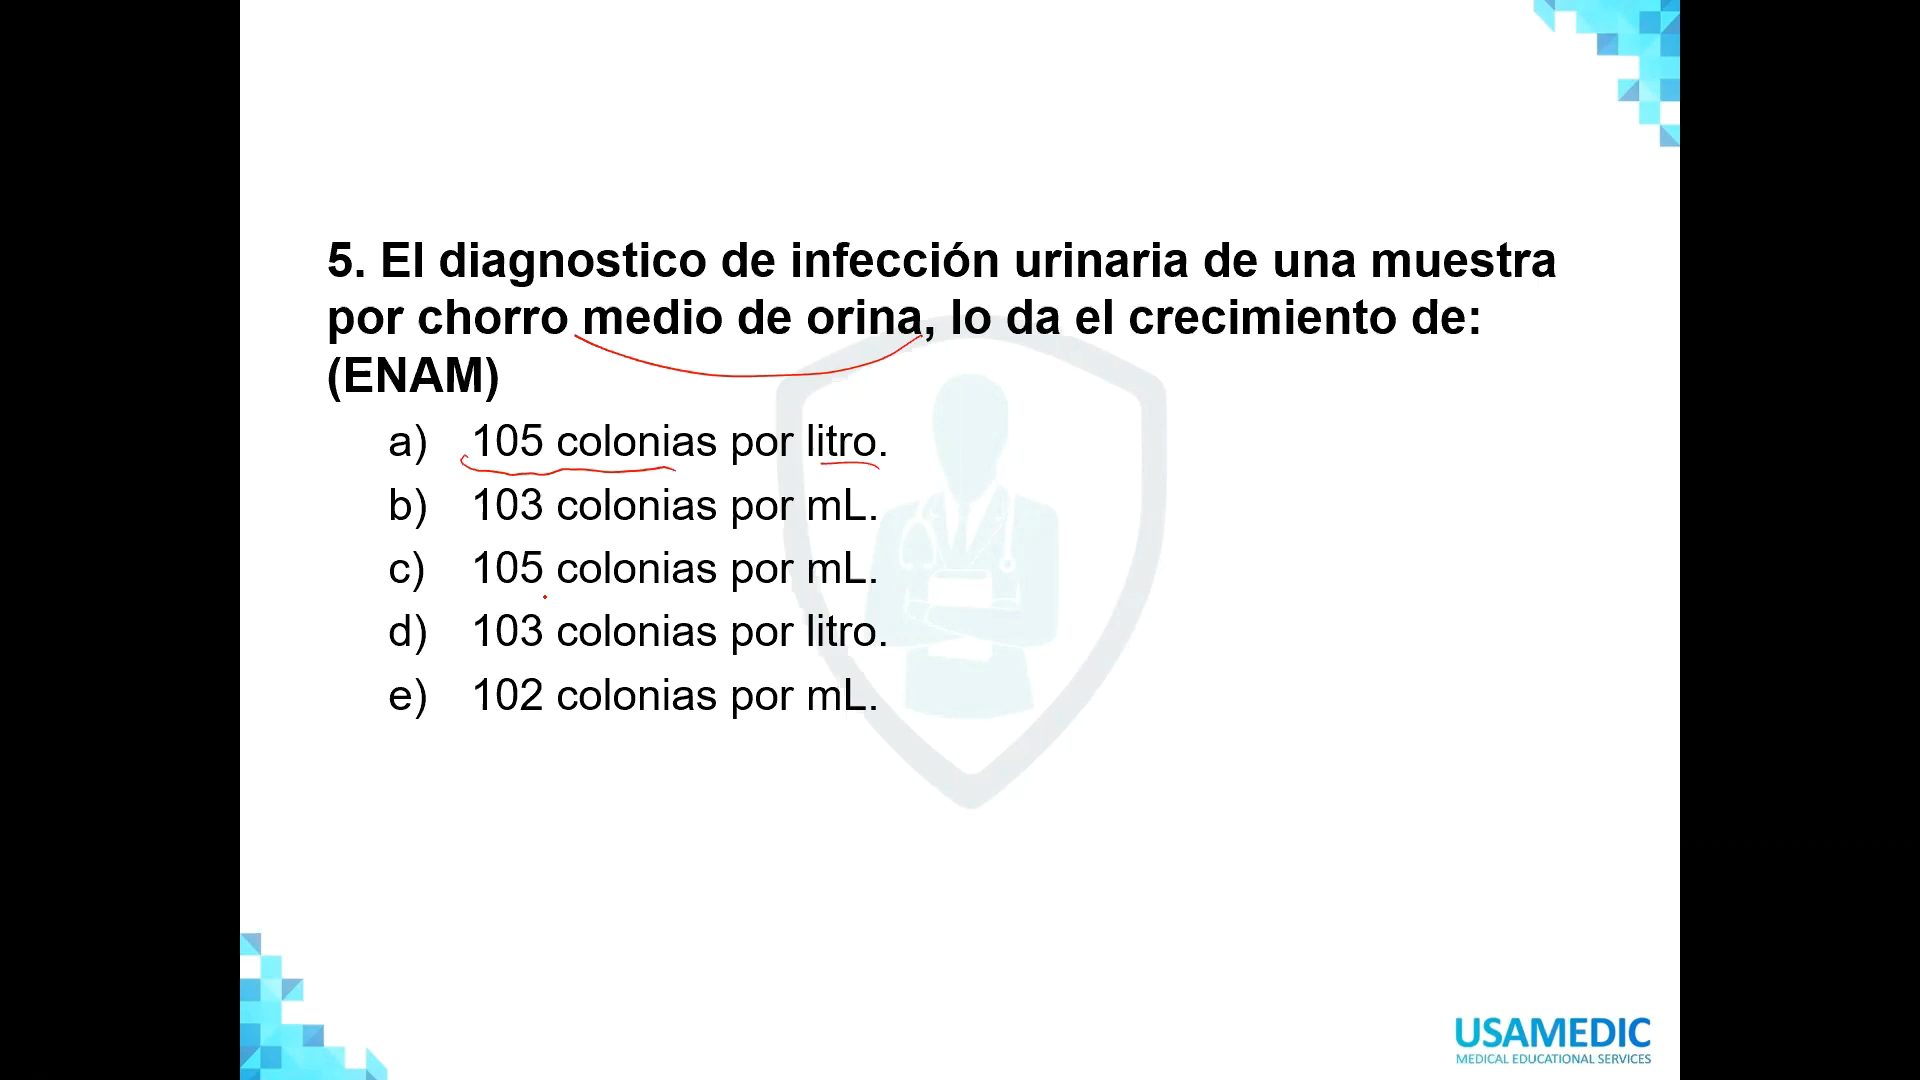 5. El diagnostico de infección urinaria de una muestra
por chorro medio de orina, lo da el crecimiento de:
(ENAM)
a) 105 colonias por litro.
b) 103 colonias por mL.
c) 105 colonias por mL.
d) 103 colonias por litro.
e) 102 colonias por mL.
USAMEDIC
MEDICAL EDUCATIONAL SERVICES